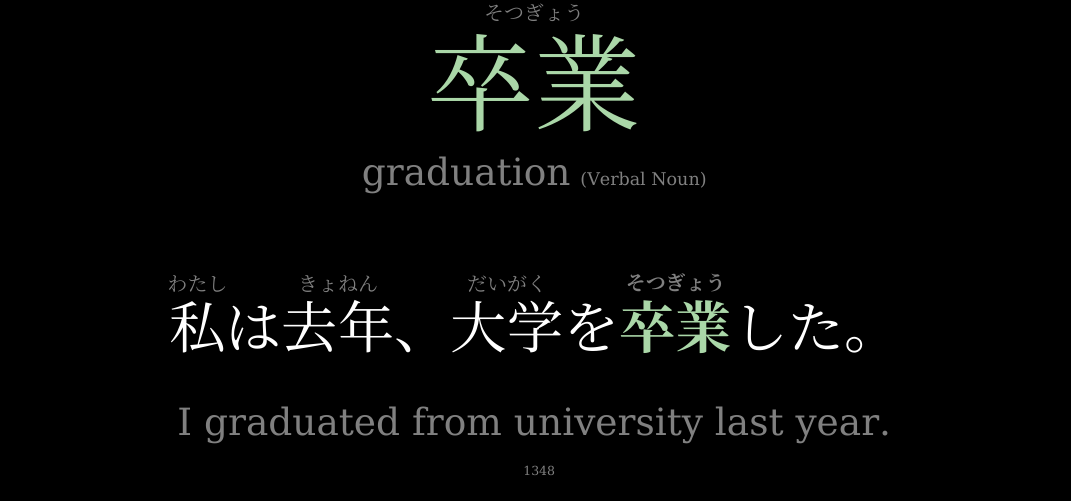 そつぎょう
卒業
graduation (Verbal Noun)
わたし きょねん だいがく そつぎょう
私は去年、大学を卒業した。
I graduated from university last year.
1348